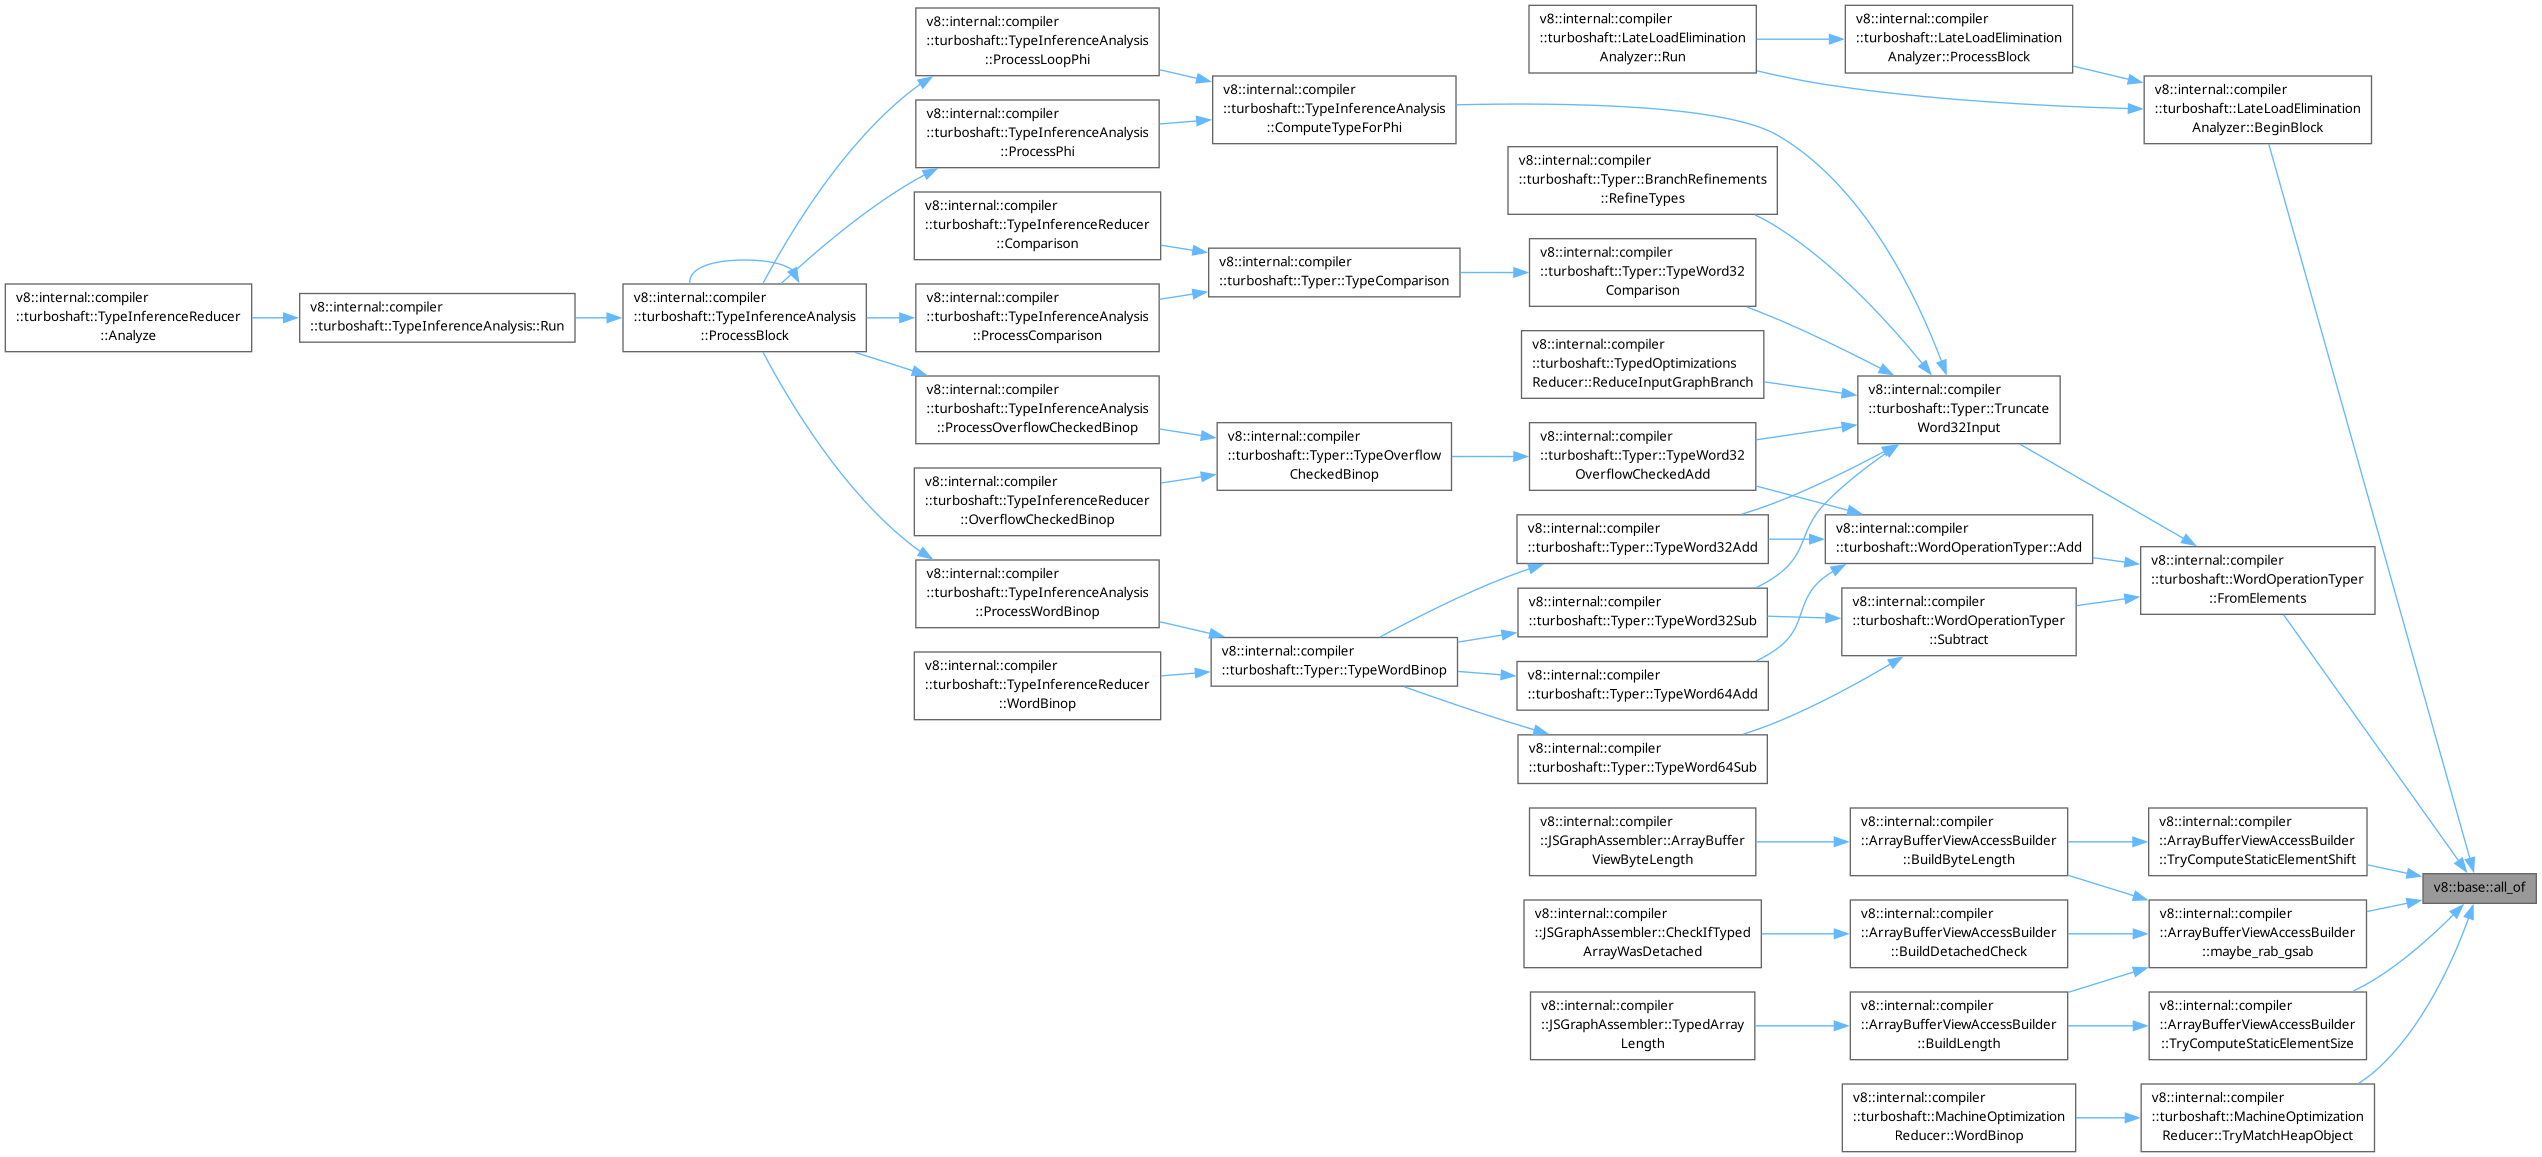 v8::internal::compiler
::turboshaft::TypeInferenceReducer
::Analyze
v8::internal::compiler
::turboshaft::TypeInferenceAnalysis::Run
v8::internal::compiler
::turboshaft::TypeInferenceAnalysis
::ProcessBlock
v8::internal::compiler
::turboshaft::TypeInferenceAnalysis
::ProcessLoopPhi
v8::internal::compiler
::turboshaft::TypeInferenceAnalysis
::ProcessPhi
v8::internal::compiler
::turboshaft::TypeInferenceReducer
::Comparison
v8::internal::compiler
::turboshaft::TypeInferenceAnalysis
::ProcessComparison
v8::internal::compiler
::turboshaft::TypeInferenceAnalysis
::ProcessOverflowCheckedBinop
v8::internal::compiler
::turboshaft::TypeInferenceReducer
::OverflowCheckedBinop
v8::internal::compiler
::turboshaft::TypeInferenceAnalysis
::ProcessWordBinop
v8::internal::compiler
::turboshaft::TypeInferenceReducer
::WordBinop
v8::internal::compiler
::turboshaft::TypeInferenceAnalysis
::ComputeTypeForPhi
v8::internal::compiler
::turboshaft::Typer::TypeComparison
v8::internal::compiler
::turboshaft::Typer::TypeOverflow
CheckedBinop
v8::internal::compiler
::turboshaft::Typer::TypeWordBinop
v8::internal::compiler
::turboshaft::LateLoadElimination
Analyzer::Run
v8::internal::compiler
::turboshaft::Typer::BranchRefinements
::RefineTypes
v8::internal::compiler
::turboshaft::Typer::TypeWord32
Comparison
v8::internal::compiler
::turboshaft::TypedOptimizations
Reducer::ReduceInputGraphBranch
v8::internal::compiler
::turboshaft::Typer::TypeWord32
OverflowCheckedAdd
v8::internal::compiler
::turboshaft::Typer::TypeWord32Add
v8::internal::compiler
::turboshaft::Typer::TypeWord32Sub
v8::internal::compiler
::turboshaft::Typer::TypeWord64Add
v8::internal::compiler
::turboshaft::Typer::TypeWord64Sub
v8::internal::compiler
::JSGraphAssembler::ArrayBuffer
ViewByteLength
v8::internal::compiler
::JSGraphAssembler::CheckIfTyped
ArrayWasDetached
v8::internal::compiler
::JSGraphAssembler::TypedArray
Length
v8::internal::compiler
::turboshaft::LateLoadElimination
Analyzer::ProcessBlock
v8::internal::compiler
::turboshaft::Typer::Truncate
Word32Input
v8::internal::compiler
::turboshaft::WordOperationTyper::Add
v8::internal::compiler
::turboshaft::WordOperationTyper
::Subtract
v8::internal::compiler
::ArrayBufferViewAccessBuilder
::BuildByteLength
v8::internal::compiler
::ArrayBufferViewAccessBuilder
::BuildDetachedCheck
v8::internal::compiler
::ArrayBufferViewAccessBuilder
::BuildLength
v8::internal::compiler
::turboshaft::MachineOptimization
Reducer::WordBinop
v8::internal::compiler
::turboshaft::LateLoadElimination
Analyzer::BeginBlock
v8::internal::compiler
::turboshaft::WordOperationTyper
::FromElements
v8::internal::compiler
::ArrayBufferViewAccessBuilder
::TryComputeStaticElementShift
v8::internal::compiler
::ArrayBufferViewAccessBuilder
::maybe_rab_gsab
v8::internal::compiler
::ArrayBufferViewAccessBuilder
::TryComputeStaticElementSize
v8::internal::compiler
::turboshaft::MachineOptimization
Reducer::TryMatchHeapObject
v8::base::all_of